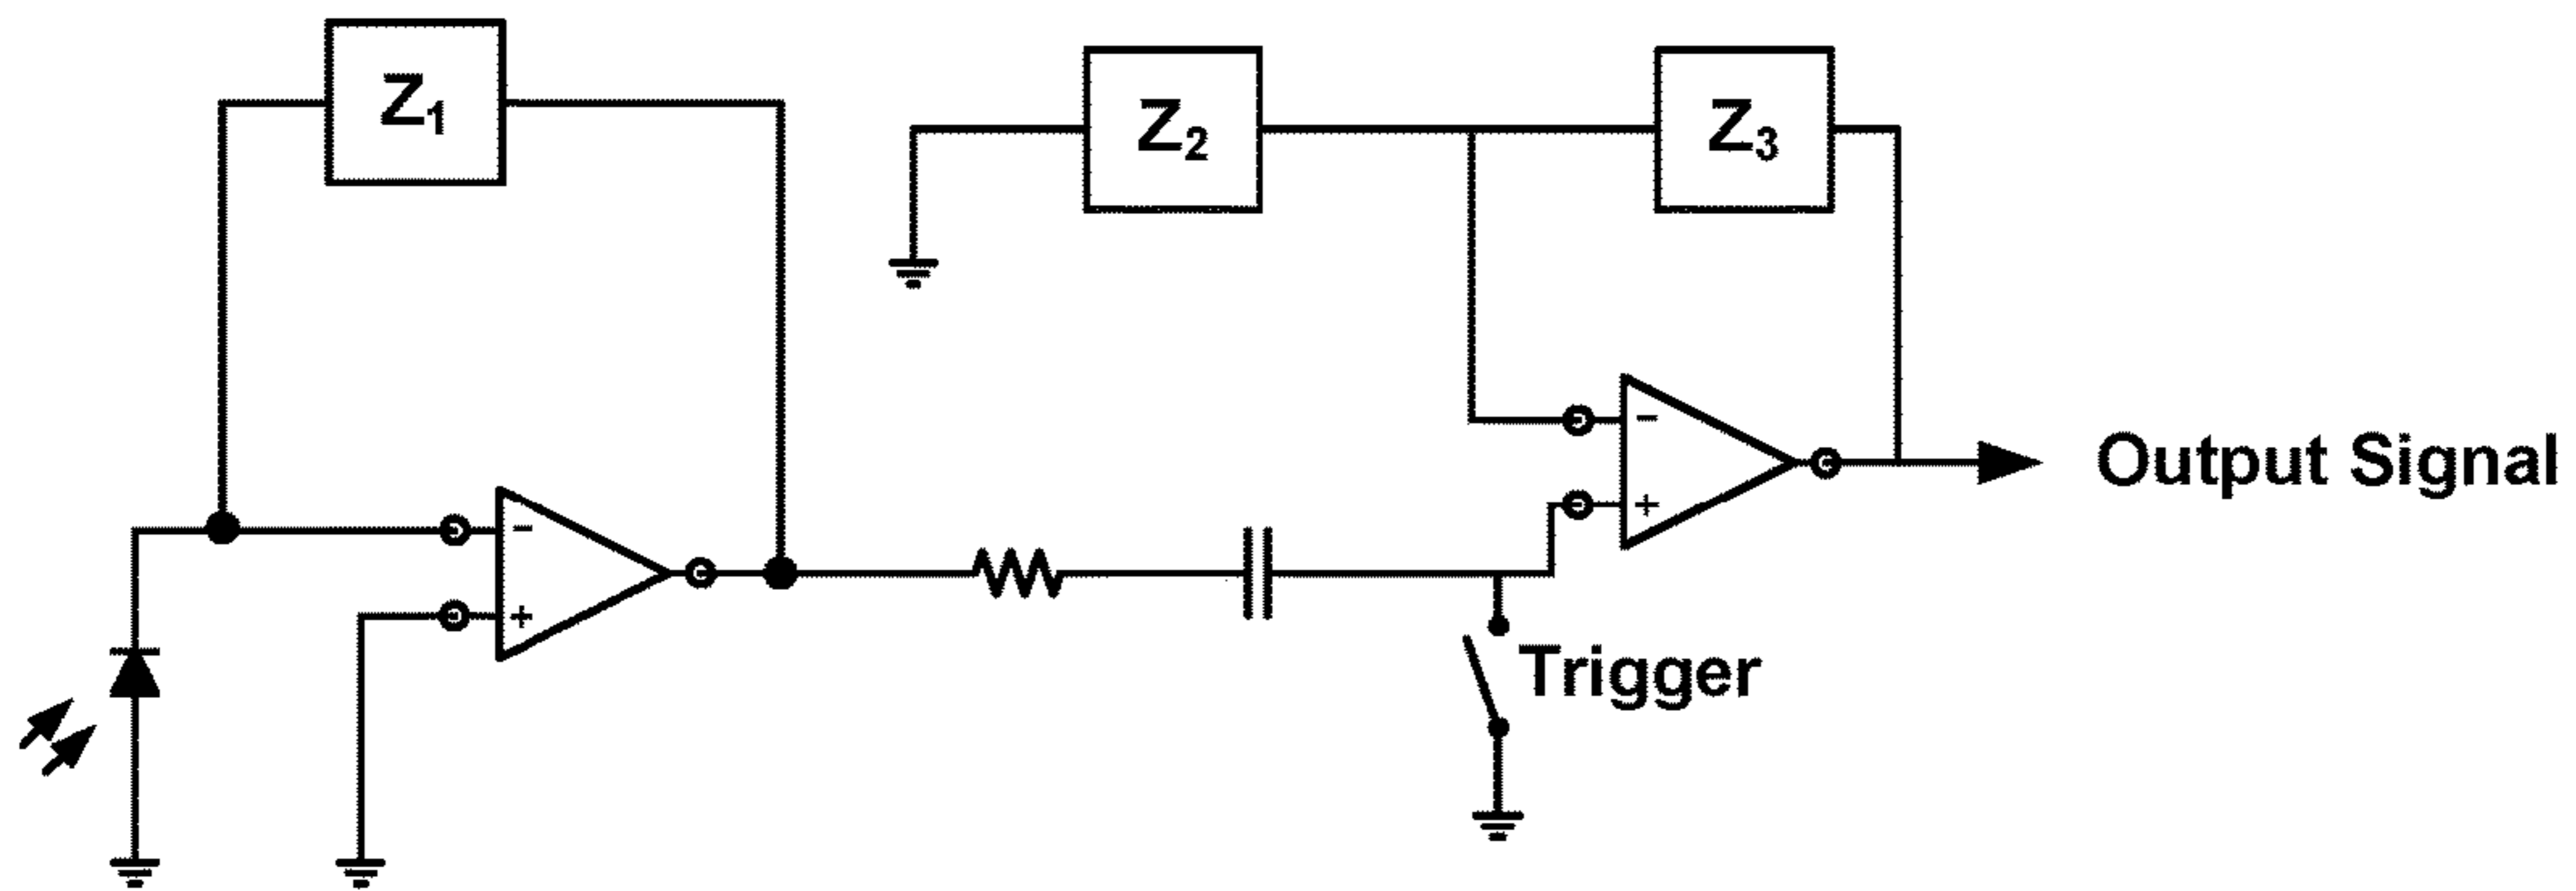 Z₁
Z₂
Z₃
-
+
-
+
Output Signal
Trigger